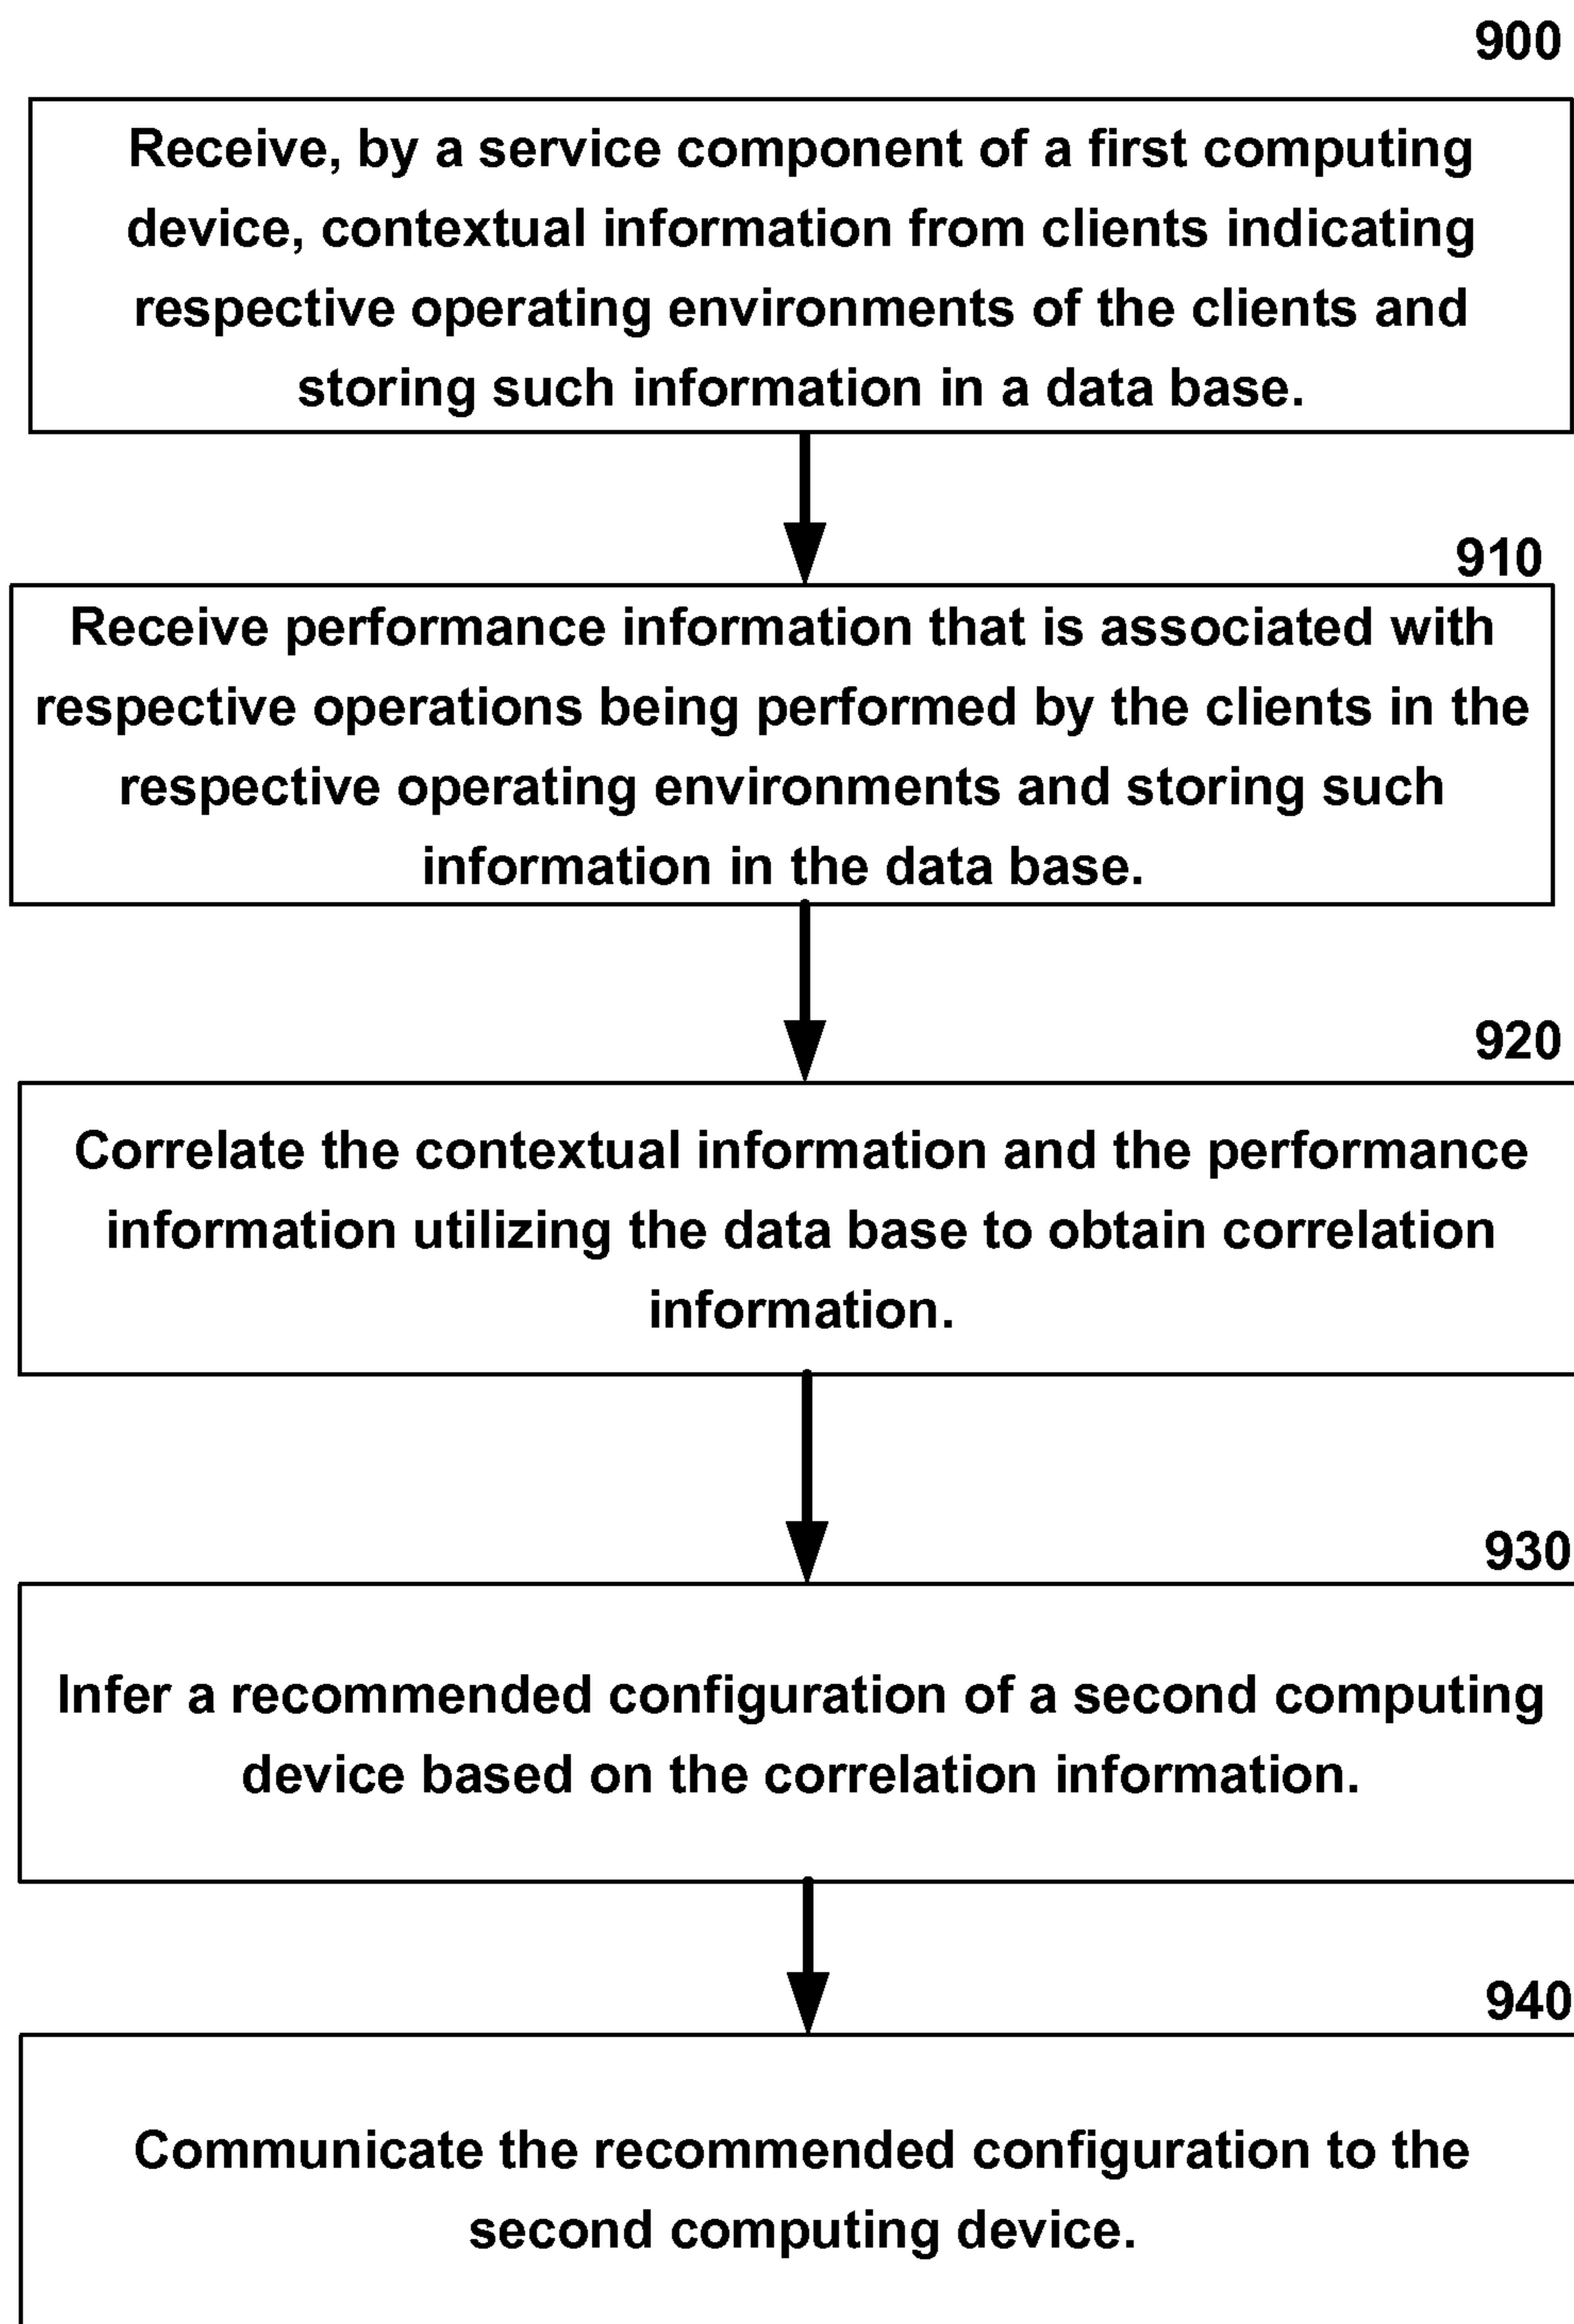 900
Receive, by a service component of a first computing
device, contextual information from clients indicating
respective operating environments of the clients and
storing such information in a data base.
910
Receive performance information that is associated with
respective operations being performed by the clients in the
respective operating environments and storing such
information in the data base.
920
Correlate the contextual information and the performance
information utilizing the data base to obtain correlation
information.
930
Infer a recommended configuration of a second computing
device based on the correlation information.
940
Communicate the recommended configuration to the
second computing device.